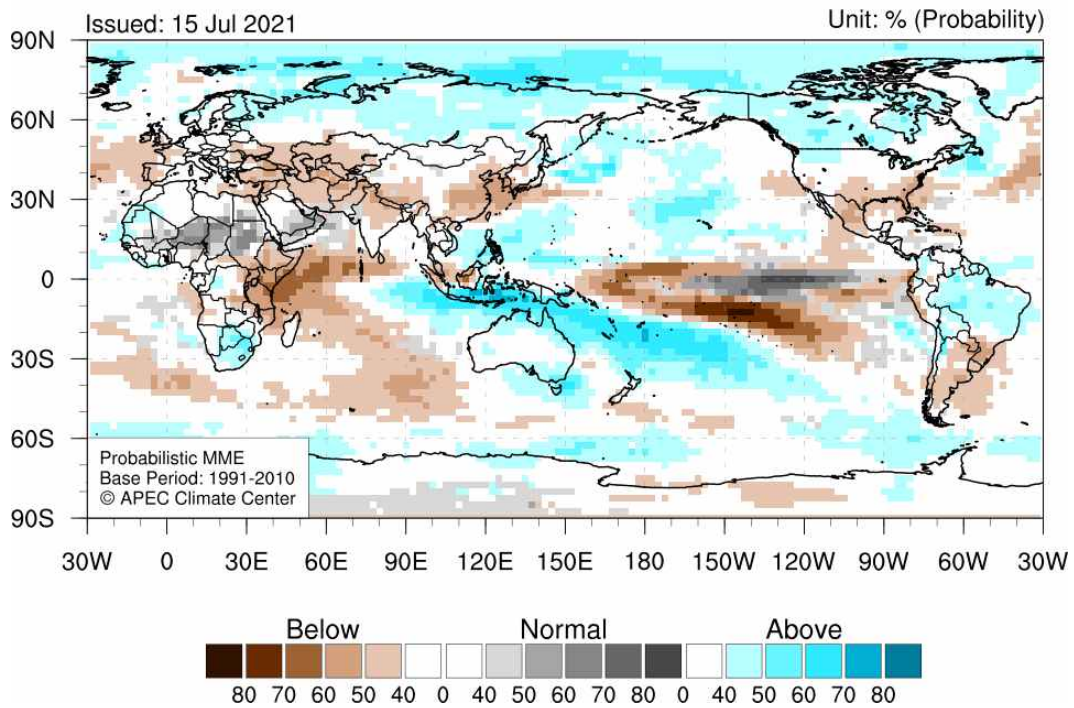 Issued: 15 Jul 2021 Unit: % (Probability)
90N
60N
30N
0
30S
60S
90S
Probabilistic MME
Base Period: 1991-2010
© APEC Climate Center
30W 0 30E 60E 90E 120E 150E 180 150W 120W 90W 60W 30W
Below Normal Above
80 70 60 50 40 0 40 50 60 70 80 0 40 50 60 70 80